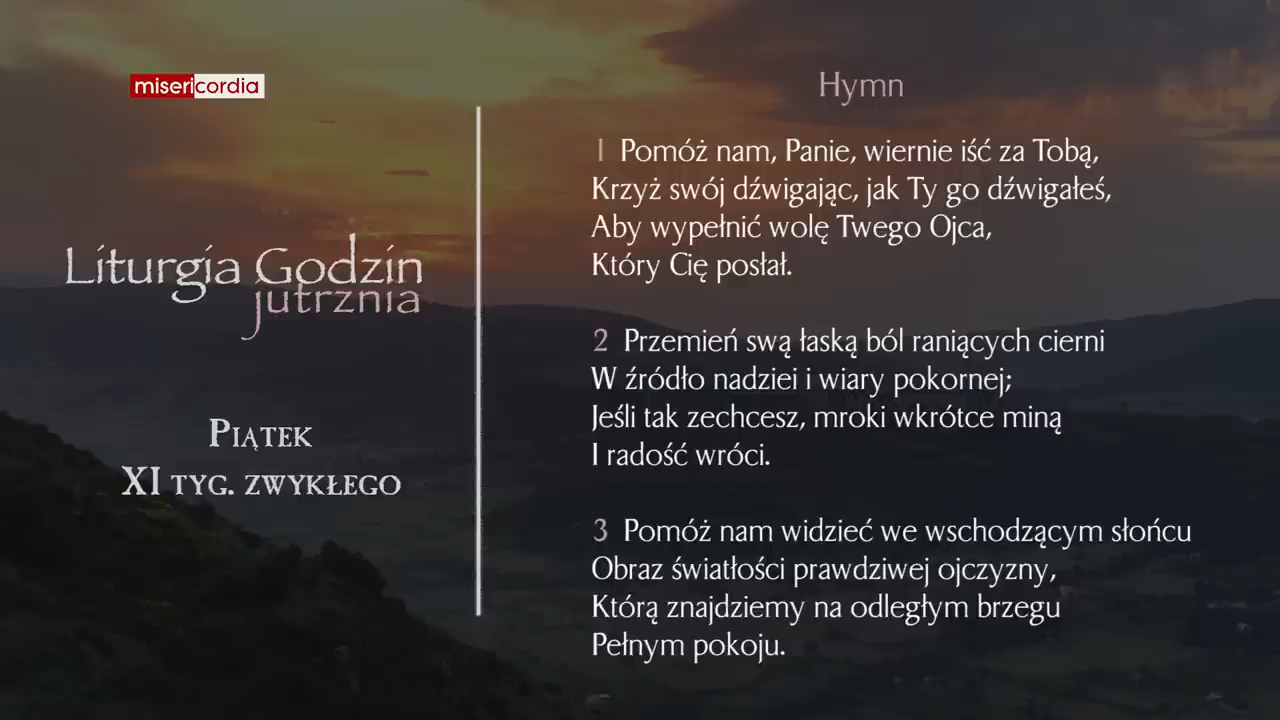 misericordia
Liturgia Godzin
jutrznia
Piątek
XI tyg. zwykłego
Hymn
1 Pomóż nam, Panie, wiernie iść za Tobą,
Krzyż swój dźwigając, jak Ty go dźwigałeś,
Aby wypełnić wolę Twego Ojca,
Który Cię posłał.
2 Przemień swą łaską ból raniących cierni
W źródło nadziei i wiary pokornej;
Jeśli tak zechcesz, mroki wkrótce miną
I radość wróci.
3 Pomóż nam widzieć we wschodzącym słońcu
Obraz światłości prawdziwej ojczyzny,
Którą znajdziemy na odległym brzegu
Pełnym pokoju.